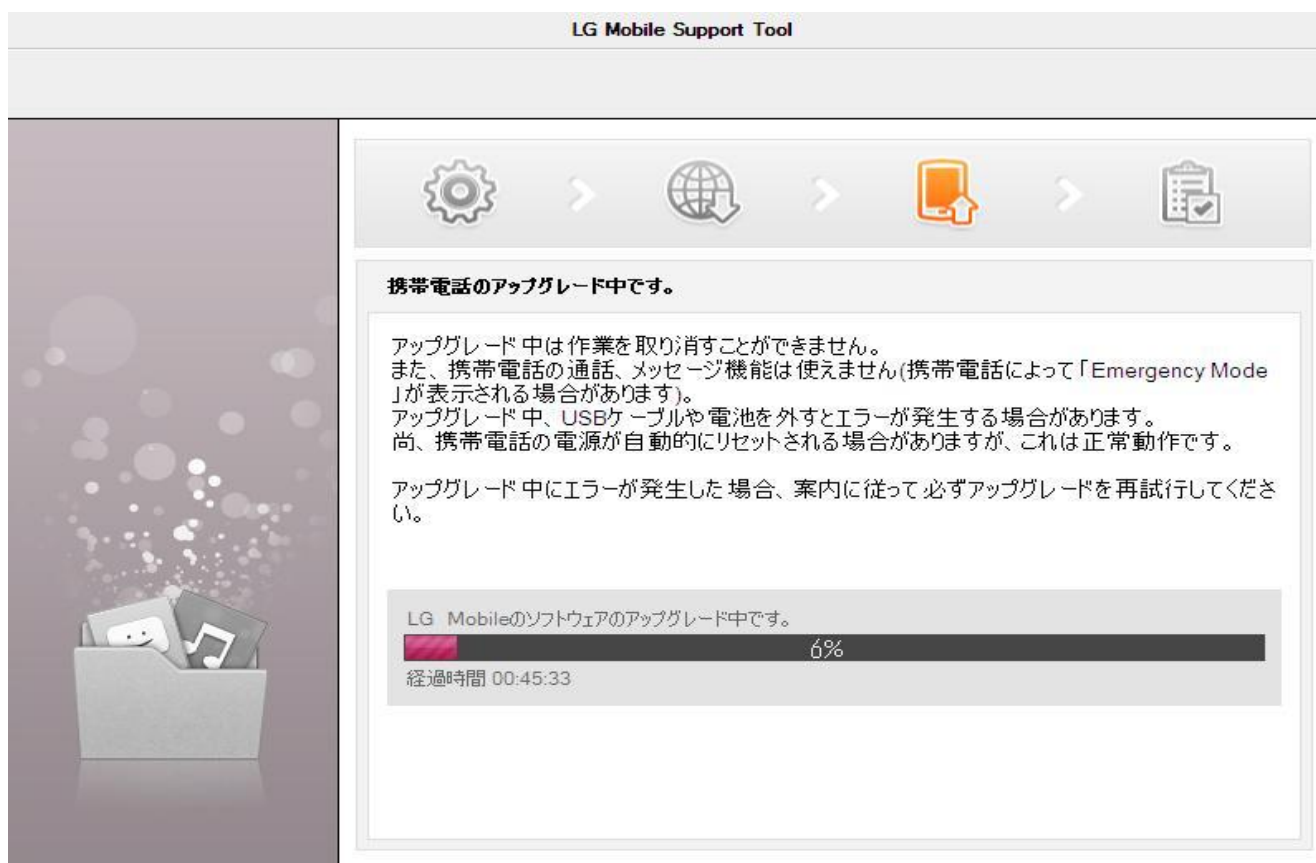 LG Mobile Support Tool
携帯電話のアップグレード中です。
アップグレード中は作業を取り消すことができません。
また、携帯電話の通話、メッセージ機能は使えません(携帯電話によって「Emergency Mode
」が表示される場合があります)。
アップグレード中、USBケーブルや電池を外すとエラーが発生する場合があります。
尚、携帯電話の電源が自動的にリセットされる場合がありますが、これは正常動作です。
アップグレード中にエラーが発生した場合、案内に従って必ずアップグレードを再試行してくださ
い。
LG Mobileのソフトウェアのアップグレード中です。
6%
経過時間 00:45:33